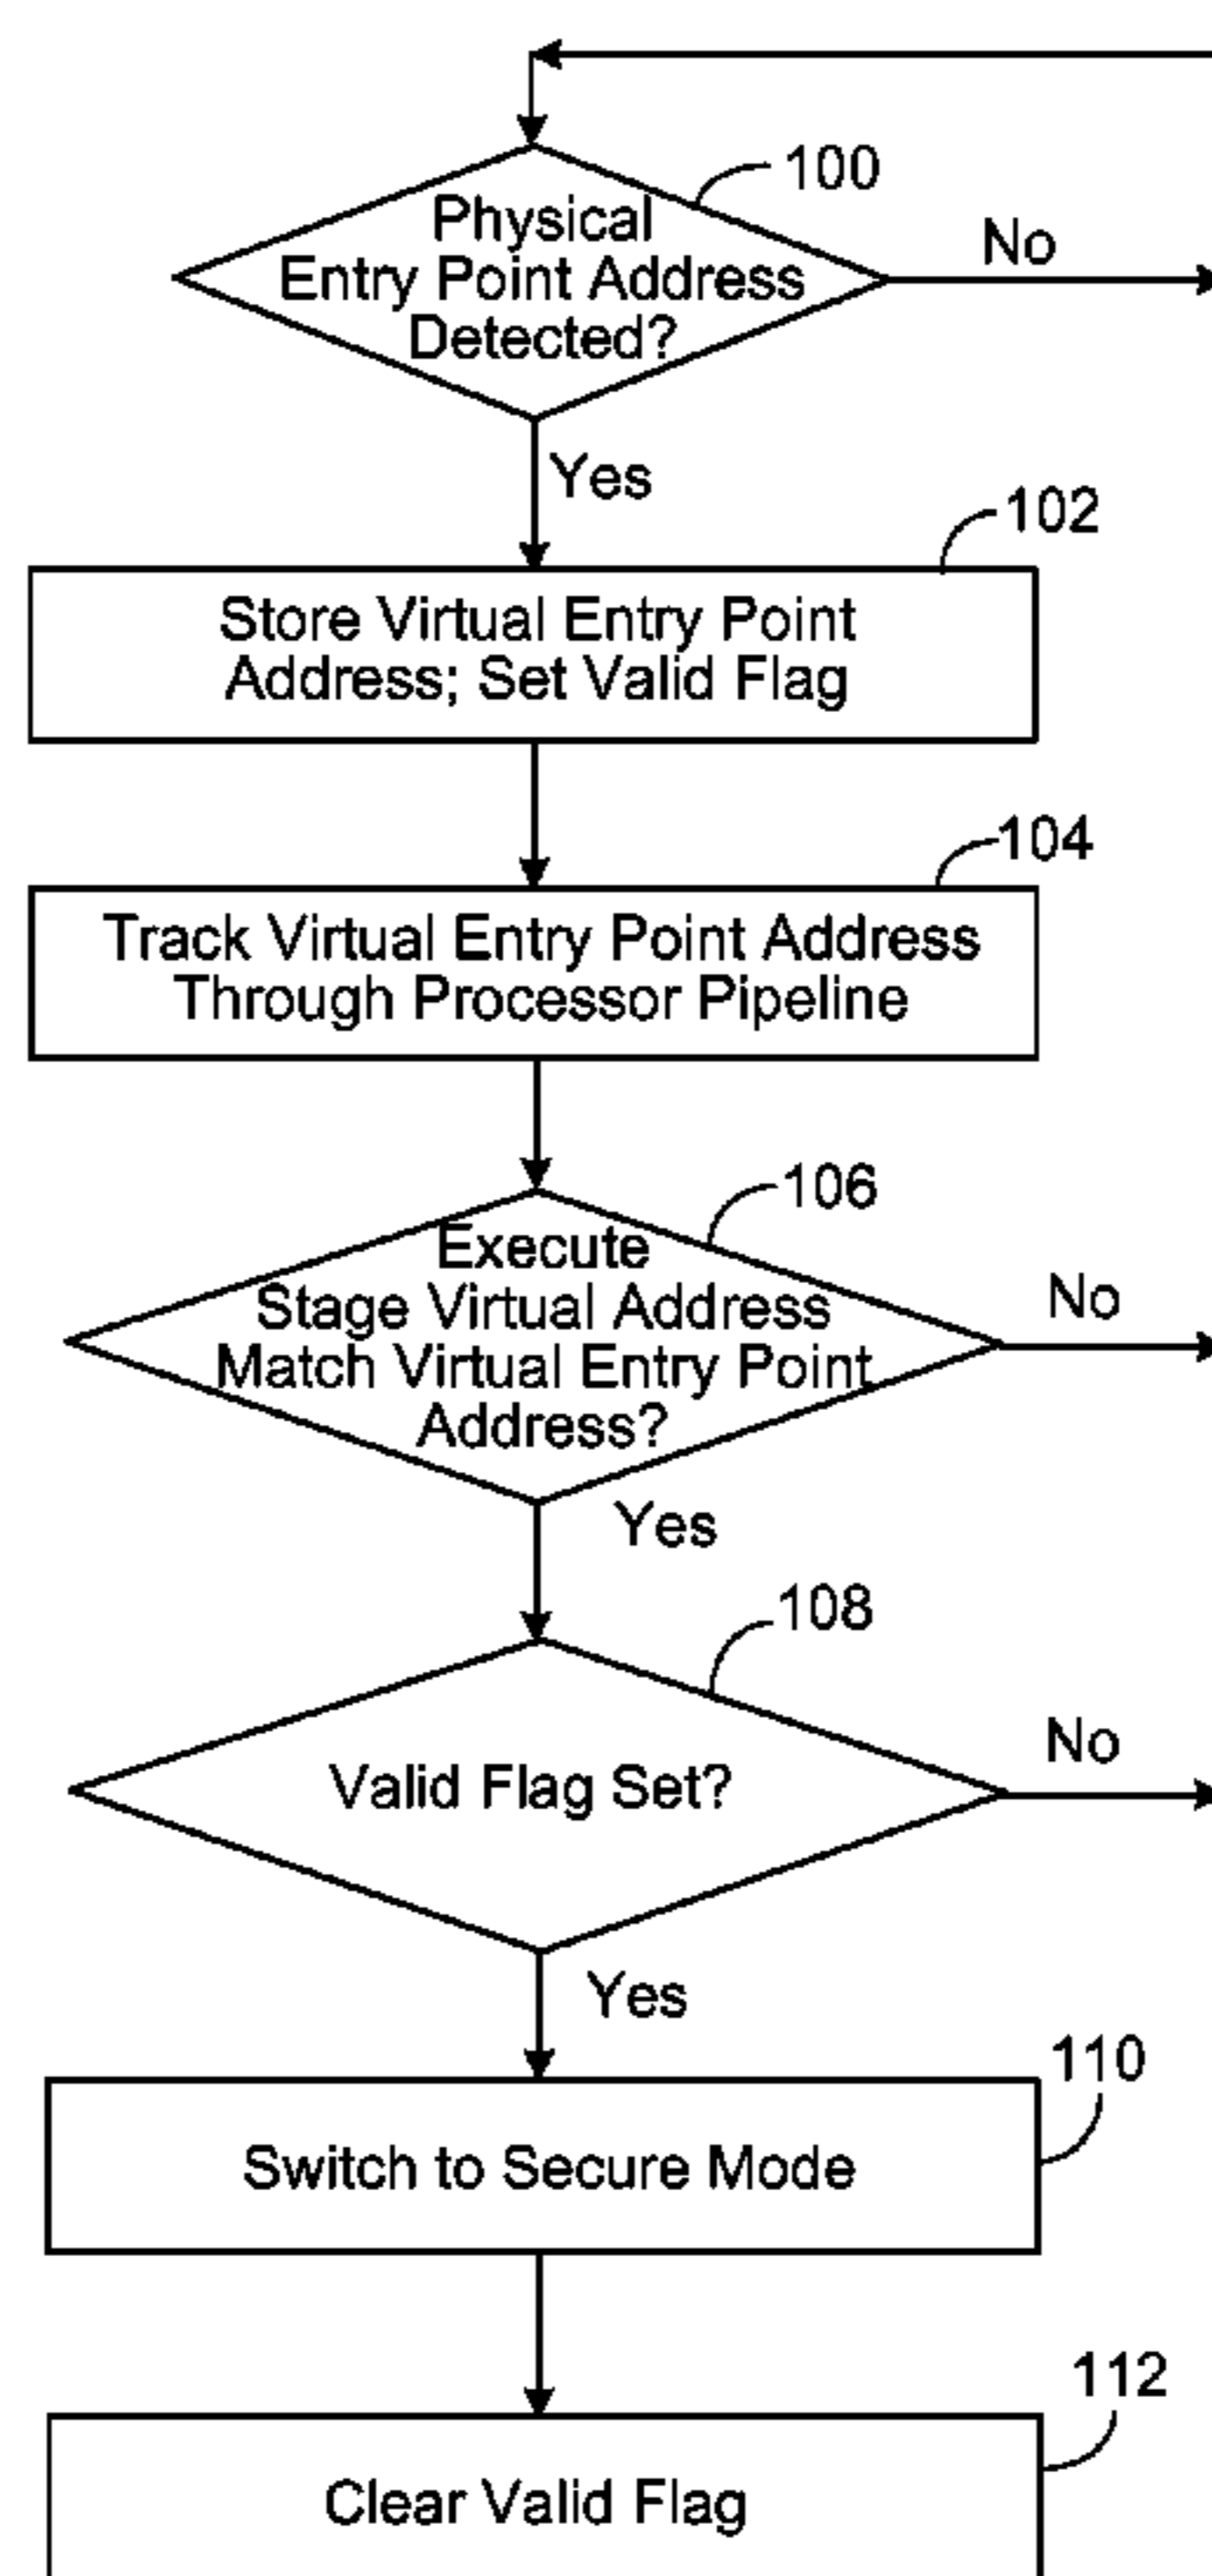 100
Physical
Entry Point Address
Detected?
No
Yes
102
Store Virtual Entry Point
Address; Set Valid Flag
104
Track Virtual Entry Point Address
Through Processor Pipeline
106
Execute
Stage Virtual Address
Match Virtual Entry Point
Address?
No
Yes
108
Valid Flag Set?
No
Yes
110
Switch to Secure Mode
112
Clear Valid Flag